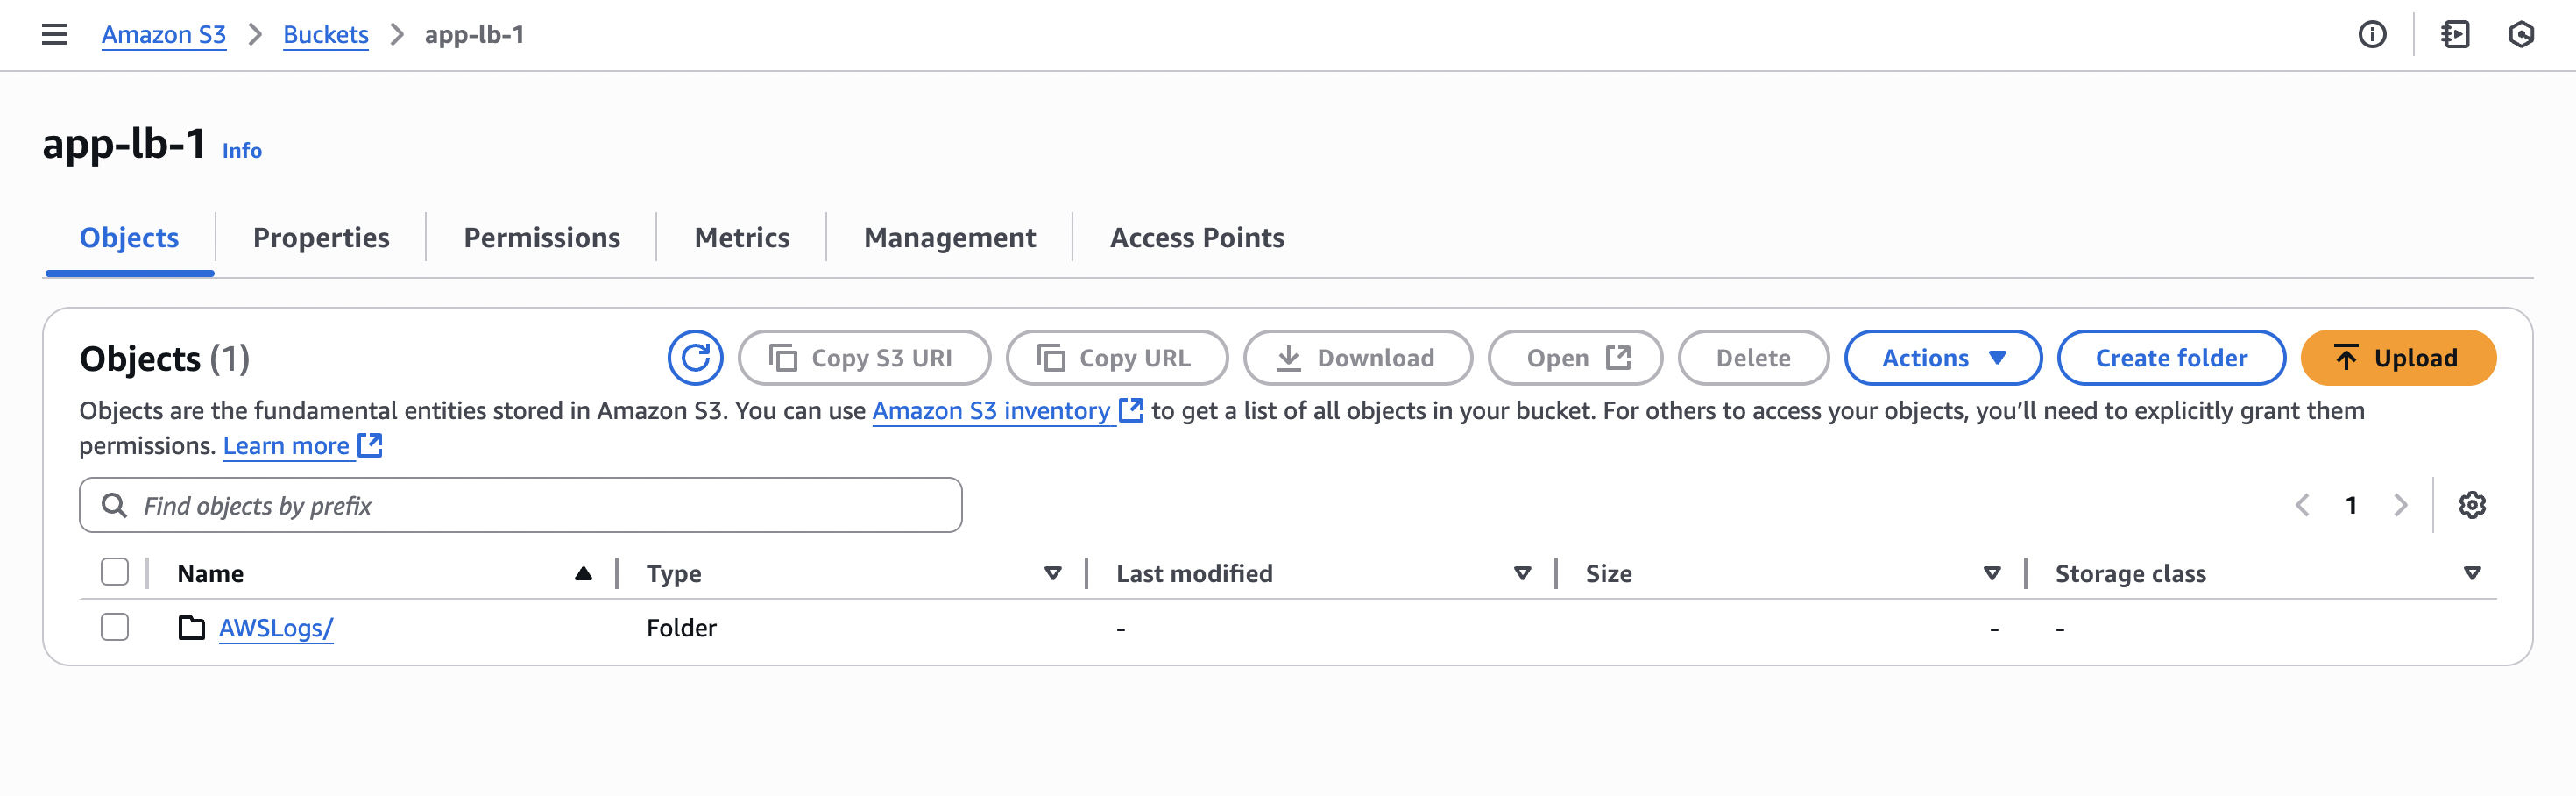 Amazon S3 > Buckets > app-lb-1
app-lb-1 Info
Objects Properties Permissions Metrics Management Access Points
Objects (1) Copy S3 URI Copy URL Download Open Delete Actions Create folder Upload
Objects are the fundamental entities stored in Amazon S3. You can use Amazon S3 inventory to get a list of all objects in your bucket. For others to access your objects, you’ll need to explicitly grant them
permissions. Learn more
Find objects by prefix 1
Name Type Last modified Size Storage class
AWSLogs/ Folder - - -